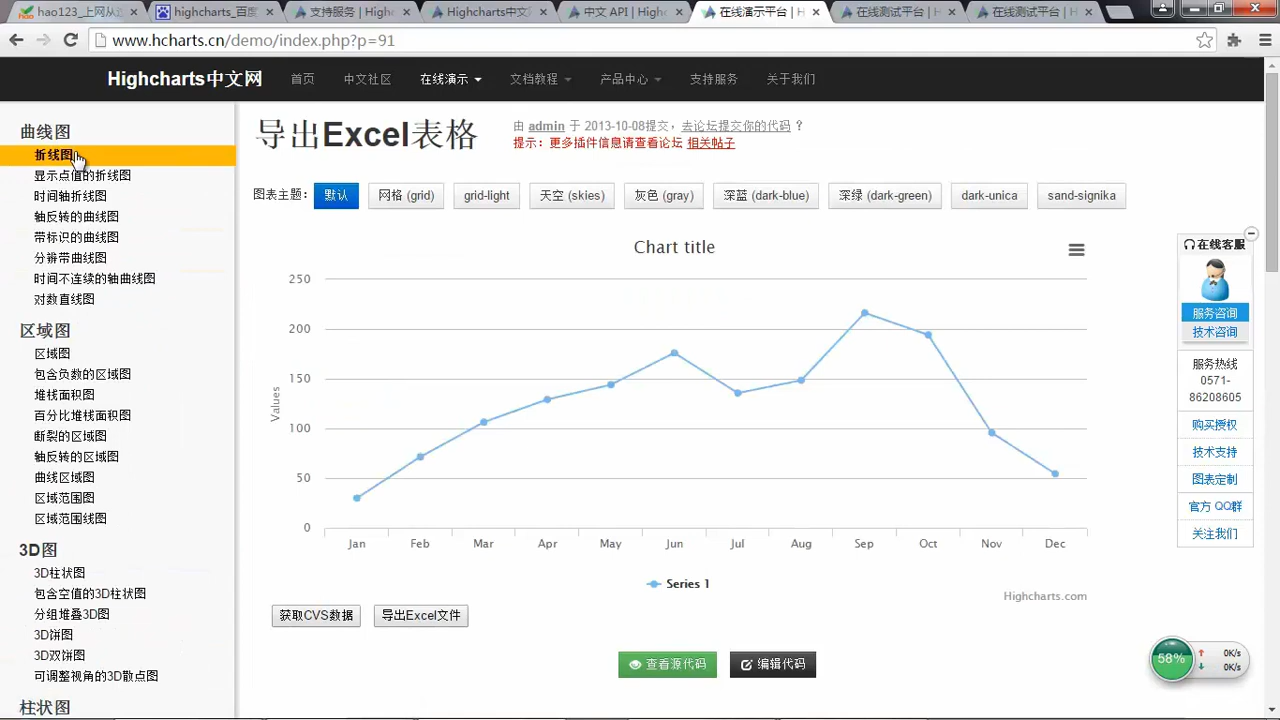 hao123_上网从这
highcharts_百度
支持服务 | Highc
Highcharts中文
中文 API | Highc
在线演示平台 | H
在线测试平台 | H
在线测试平台 | H
www.hcharts.cn/demo/index.php?p=91
Highcharts中文网
首页
中文社区
在线演示
文档教程
产品中心
支持服务
关于我们
曲线图
折线图
显示点值的折线图
时间轴折线图
轴反转的曲线图
带标识的曲线图
分辨带曲线图
时间不连续的轴曲线图
对数直线图
区域图
区域图
包含负数的区域图
堆栈面积图
百分比堆栈面积图
断裂的区域图
轴反转的区域图
曲线区域图
区域范围图
区域范围线图
3D图
3D柱状图
包含空值的3D柱状图
分组堆叠3D图
3D饼图
3D双饼图
可调整视角的3D散点图
柱状图
导出Excel表格
由 admin 于 2013-10-08提交，去论坛提交你的代码 ？
提示：更多插件信息请查看论坛 相关帖子
图表主题：
默认
网格 (grid)
grid-light
天空 (skies)
灰色 (gray)
深蓝 (dark-blue)
深绿 (dark-green)
dark-unica
sand-signika
Chart title
250
200
150
100
50
0
Values
Jan Feb Mar Apr May Jun Jul Aug Sep Oct Nov Dec
Series 1
Highcharts.com
获取CVS数据
导出Excel文件
查看源代码
编辑代码
在线客服
服务咨询
技术咨询
服务热线
0571-
86208605
购买授权
技术支持
图表定制
官方 QQ群
关注我们
58%
0K/s
0K/s